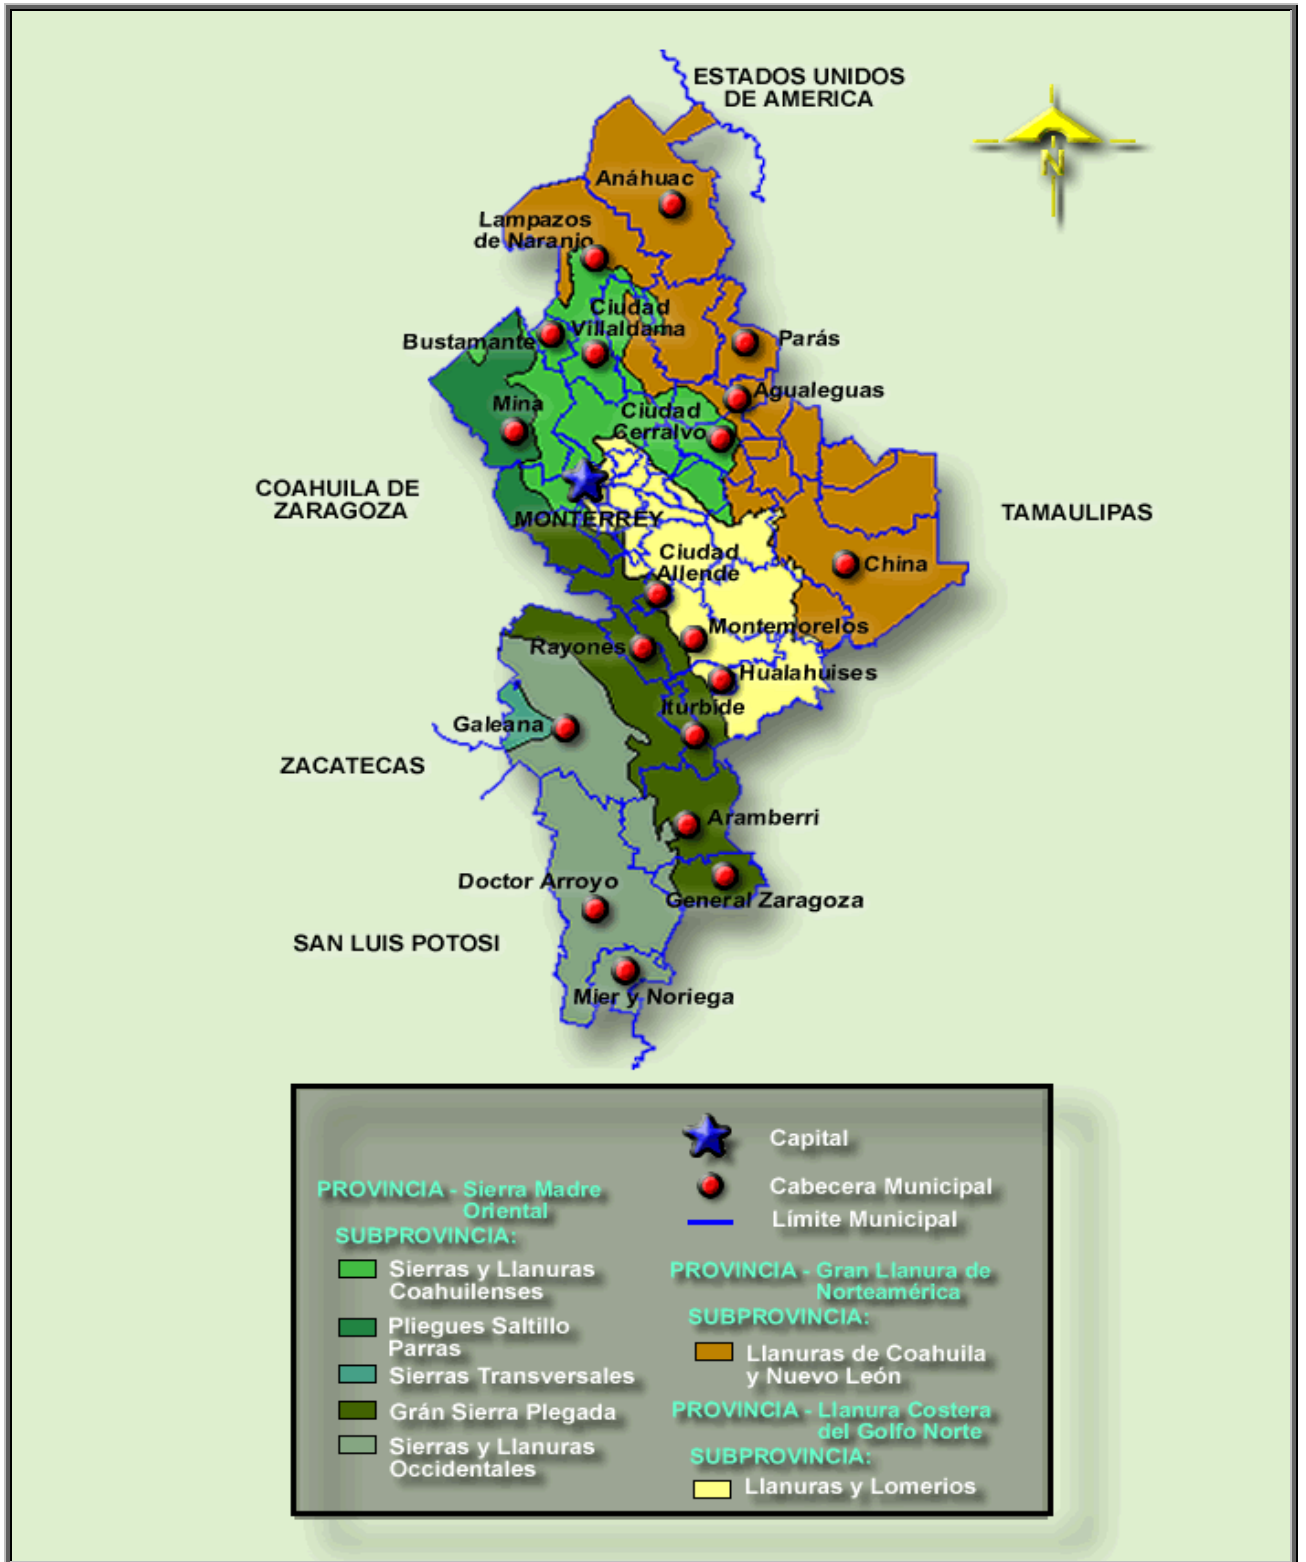 ESTADOS UNIDOS
DE AMERICA
N
Anáhuac
Lampazos
de Naranjo
Ciudad
Villaldama
Bustamante
Parás
Agualeguas
Mina
Ciudad
Cerralvo
COAHUILA DE
ZARAGOZA
MONTERREY
TAMAULIPAS
Ciudad
Allende
China
Montemorelos
Rayones
Hualahuises
Iturbide
Galeana
ZACATECAS
Aramberri
Doctor Arroyo
General Zaragoza
SAN LUIS POTOSI
Mier y Noriega
Capital
Cabecera Municipal
Límite Municipal
PROVINCIA - Sierra Madre
Oriental
SUBPROVINCIA:
Sierras y Llanuras
Coahuilenses
Pliegues Saltillo
Parras
Sierras Transversales
Grán Sierra Plegada
Sierras y Llanuras
Occidentales
PROVINCIA - Gran Llanura de
Norteamérica
SUBPROVINCIA:
Llanuras de Coahuila
y Nuevo León
PROVINCIA - Llanura Costera
del Golfo Norte
SUBPROVINCIA:
Llanuras y Lomerios